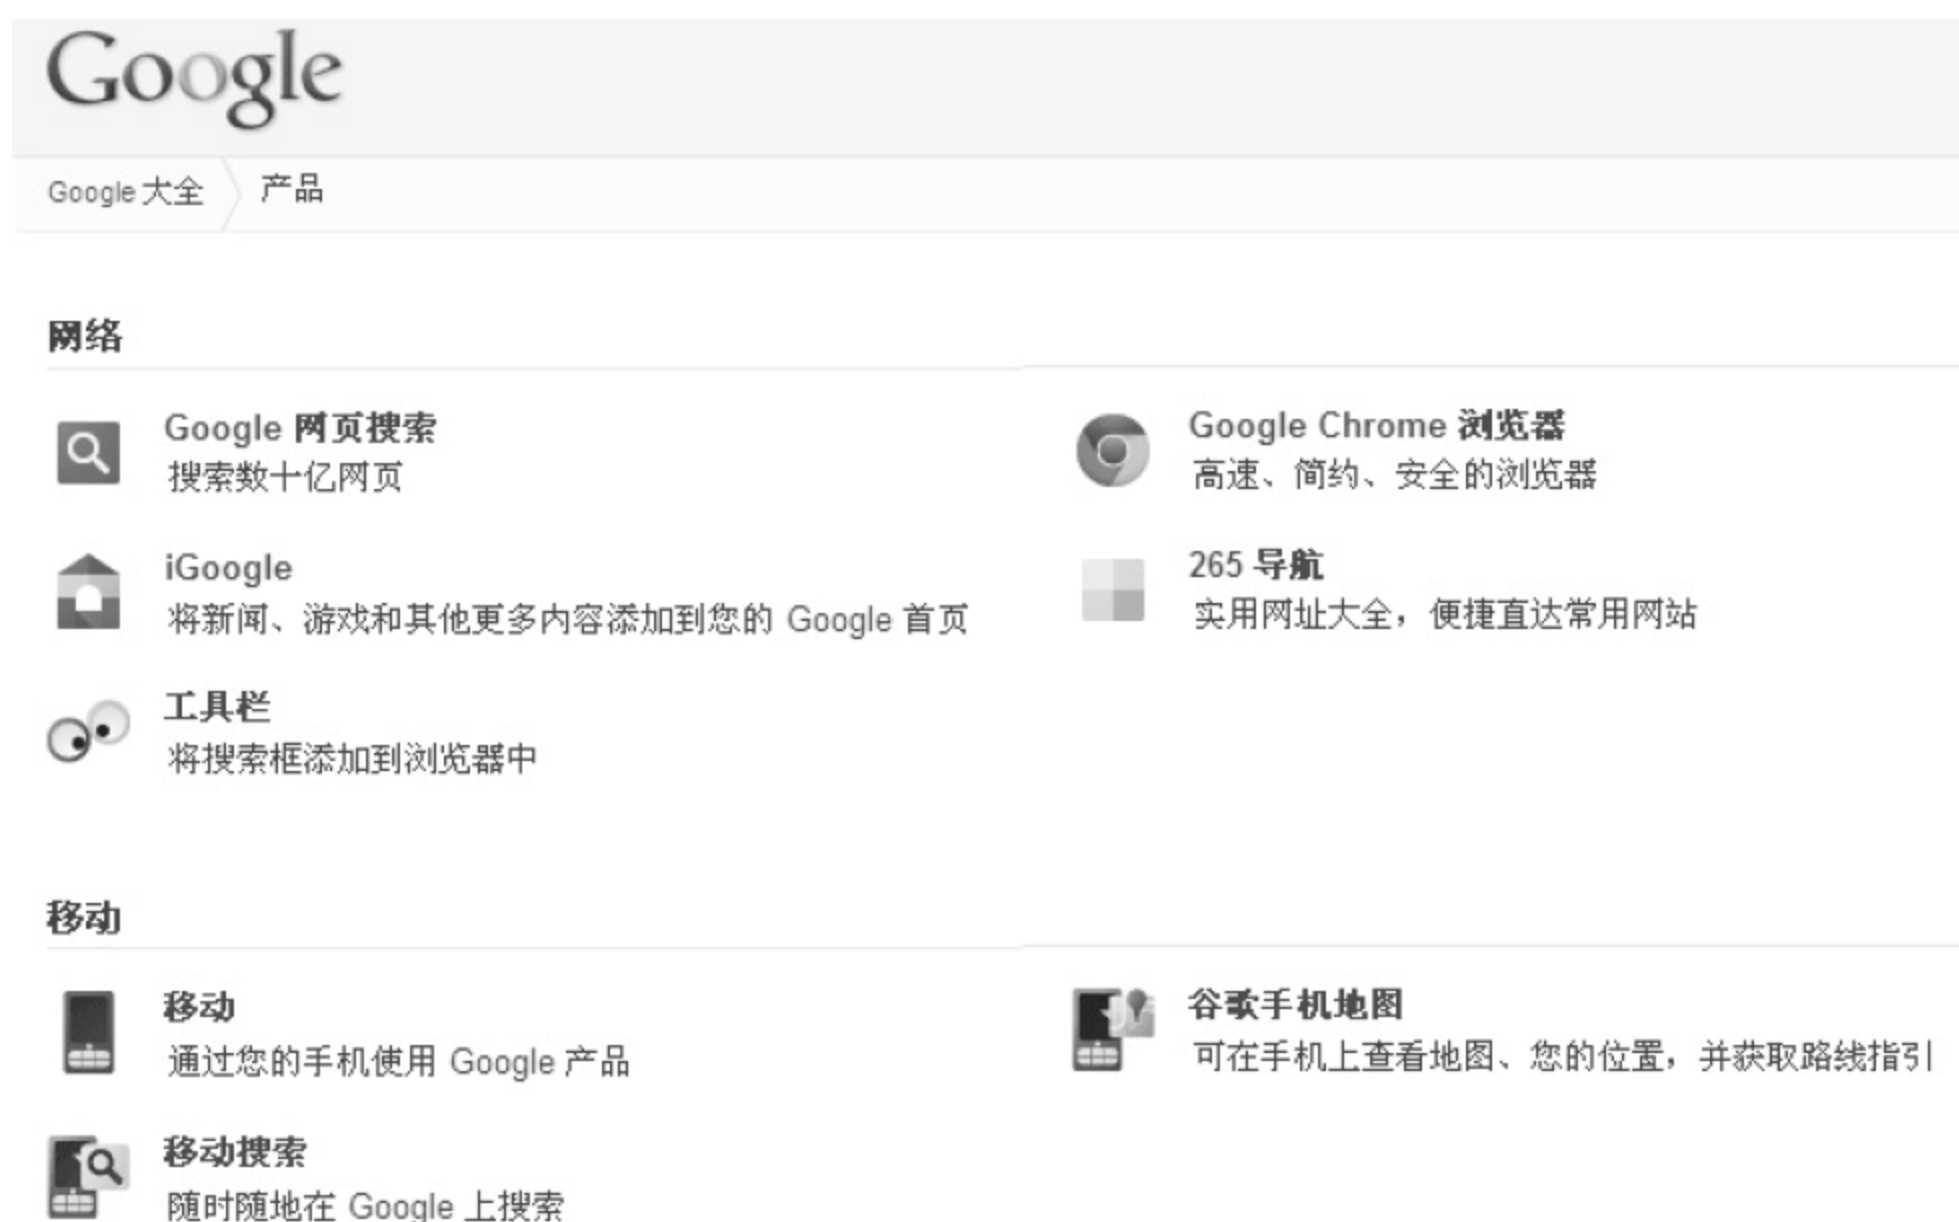 Google
Google 大全 产品
网络
Google 网页搜索
搜索数十亿网页
Google Chrome 浏览器
高速、简约、安全的浏览器
iGoogle
将新闻、游戏和其他更多内容添加到您的 Google 首页
265 导航
实用网址大全，便捷直达常用网站
工具栏
将搜索框添加到浏览器中
移动
移动
通过您的手机使用 Google 产品
谷歌手机地图
可在手机上查看地图、您的位置，并获取路线指引
移动搜索
随时随地在 Google 上搜索